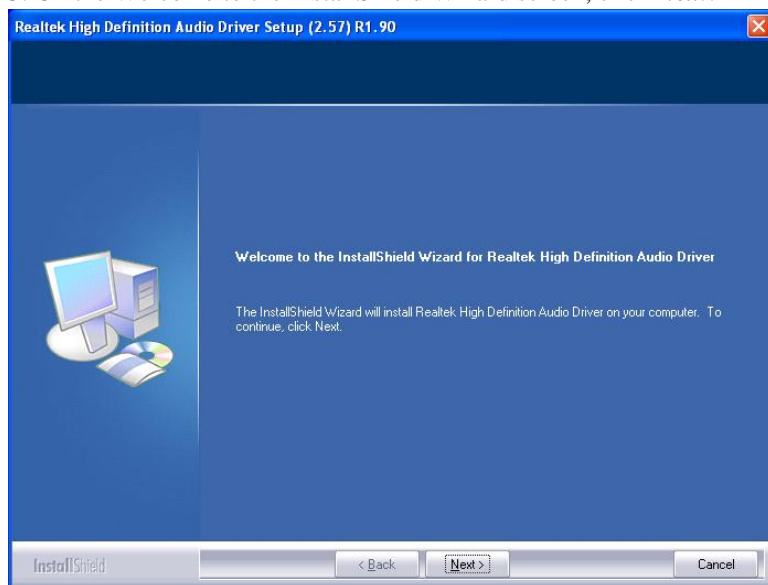 Realtek High Definition Audio Driver Setup (2.57) R1.90
Welcome to the InstallShield Wizard for Realtek High Definition Audio Driver
The InstallShield Wizard will install Realtek High Definition Audio Driver on your computer. To
continue, click Next.
InstallShield
< Back
Next >
Cancel